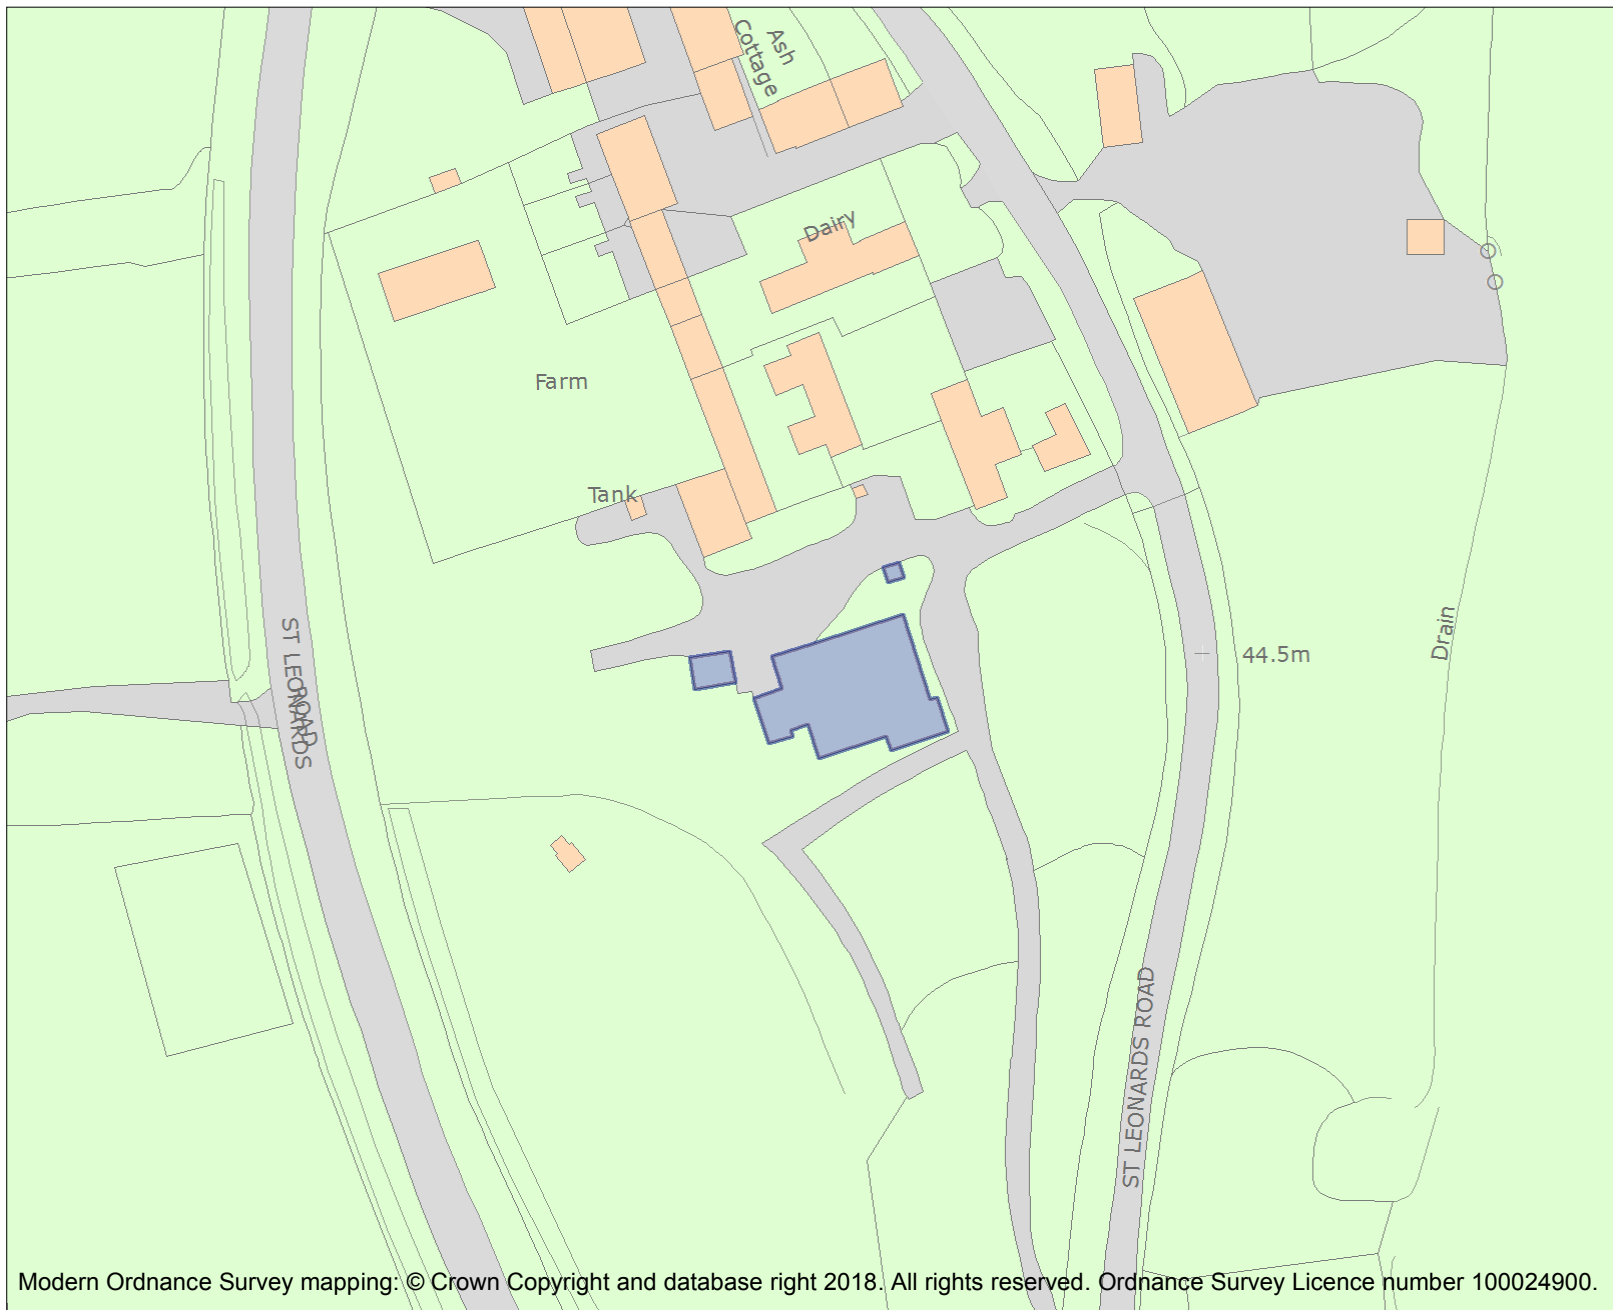 Ash
Cottage
Dairy
Farm
Tank
ST LEONARDS
ROAD
44.5m
Drain
ST LEONARDS ROAD
Modern Ordnance Survey mapping: © Crown Copyright and database right 2018. All rights reserved. Ordnance Survey Licence number 100024900.